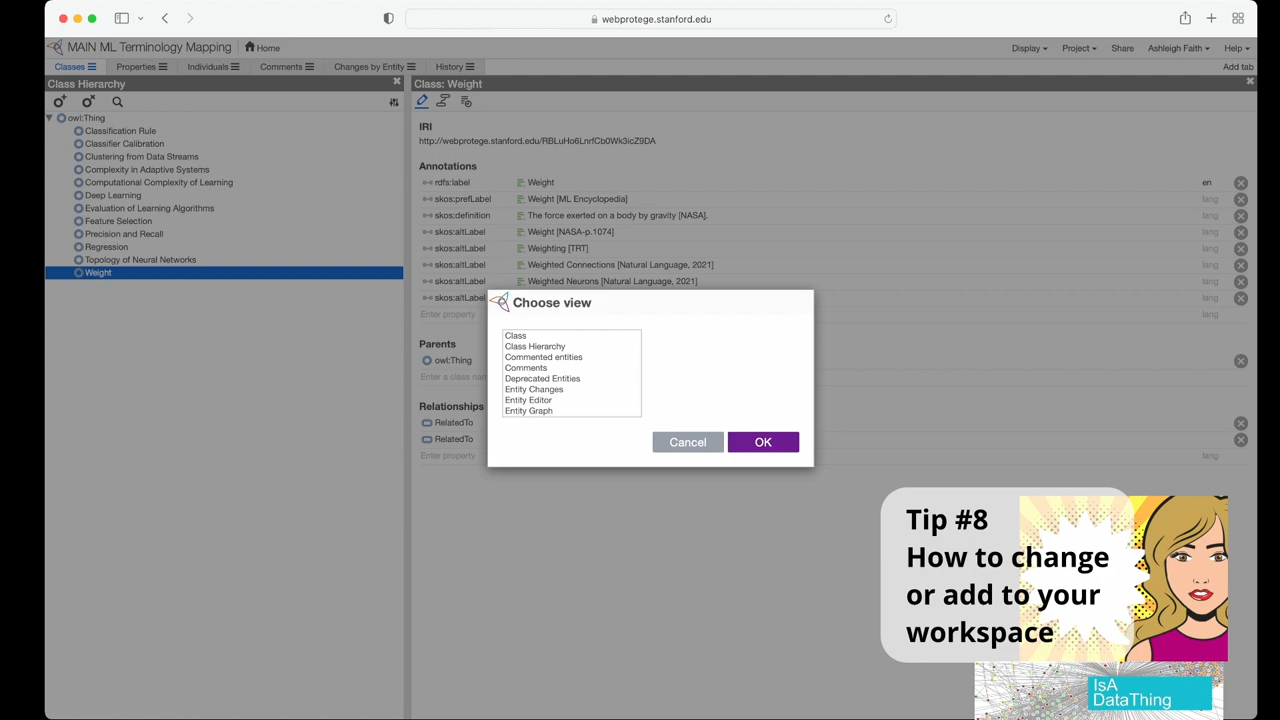 webprotege.stanford.edu
MAIN ML Terminology Mapping
Home
Display
Project
Share
Ashleigh Faith
Help
Classes
Properties
Individuals
Comments
Changes by Entity
History
Add tab
Class Hierarchy
owl:Thing
Classification Rule
Classifier Calibration
Clustering from Data Streams
Complexity in Adaptive Systems
Computational Complexity of Learning
Deep Learning
Evaluation of Learning Algorithms
Feature Selection
Precision and Recall
Regression
Topology of Neural Networks
Weight
Class: Weight
IRI
http://webprotege.stanford.edu/RBLuHo6LnrfCb0Wk3icZ9DA
Annotations
rdfs:label Weight en
skos:prefLabel Weight [ML Encyclopedia] lang
skos:definition The force exerted on a body by gravity [NASA]. lang
skos:altLabel Weight [NASA-p.1074] lang
skos:altLabel Weighting [TRT] lang
skos:altLabel Weighted Connections [Natural Language, 2021] lang
skos:altLabel Weighted Neurons [Natural Language, 2021] lang
skos:altLabel lang
Enter property lang
Parents
owl:Thing
Enter a class nam
Relationships
RelatedTo
RelatedTo
Enter property lang
Choose view
Class
Class Hierarchy
Commented entities
Comments
Deprecated Entities
Entity Changes
Entity Editor
Entity Graph
Cancel
OK
Tip #8
How to change
or add to your
workspace
IsA
DataThing